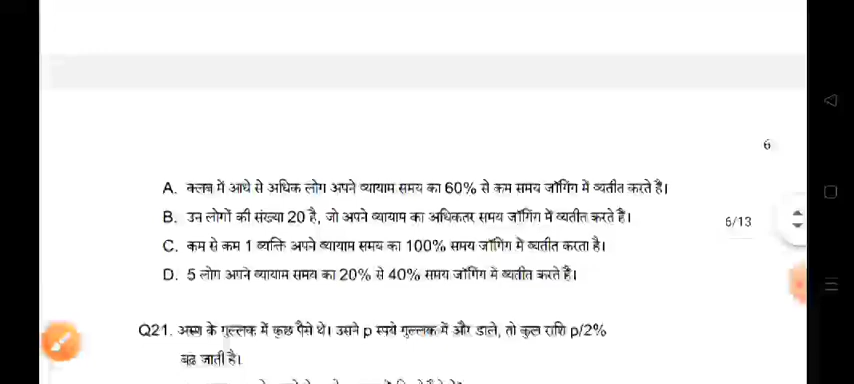 6
A. क्लब में आधे से अधिक लोग अपने व्यायाम समय का 60% से कम समय जॉगिंग में व्यतीत करते हैं।
B. उन लोगों की संख्या 20 है, जो अपने व्यायाम का अधिकतर समय जॉगिंग में व्यतीत करते हैं।
6/13
C. कम से कम 1 व्यक्ति अपने व्यायाम समय का 100% समय जॉगिंग में व्यतीत करता है।
D. 5 लोग अपने व्यायाम समय का 20% से 40% समय जॉगिंग में व्यतीत करते हैं।
Q21. के गुल्लक में कुछ पैसे थे। उसने p रुपये गुल्लक में और डाले, तो कुल राशि p/2%
बढ़ जाती है।